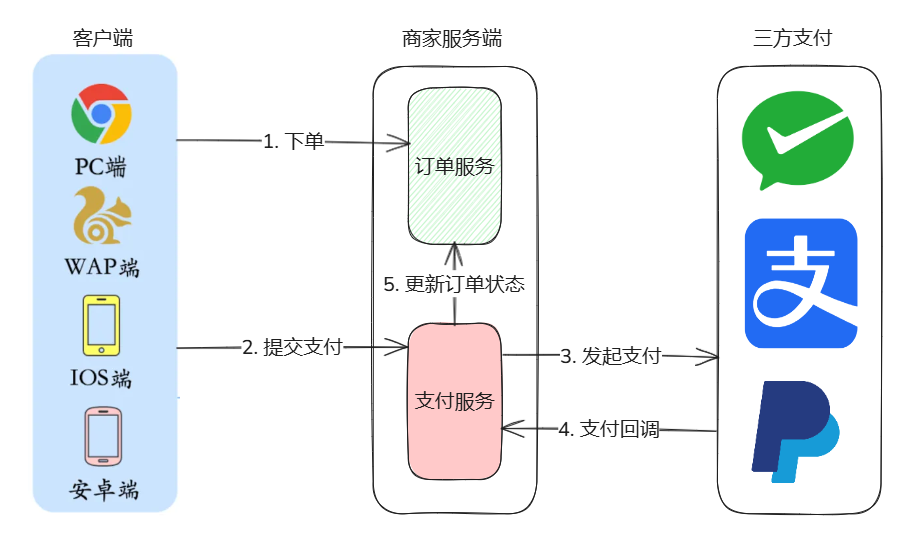 客户端
商家服务端
三方支付
PC端
WAP端
IOS端
安卓端
1. 下单
订单服务
5. 更新订单状态
2. 提交支付
支付服务
3. 发起支付
4. 支付回调
支